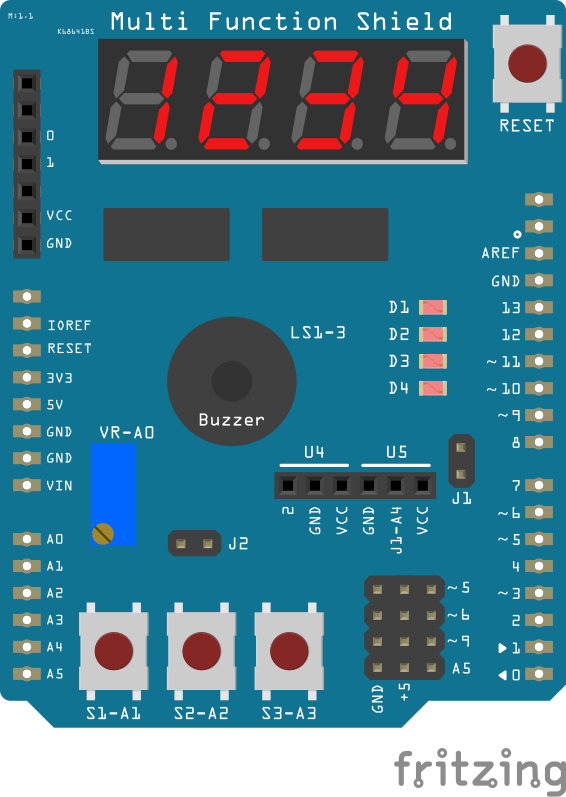 M:1.1
K68641BS
Multi Function Shield
1234
RESET
0
1
VCC
GND
AREF
GND
13
12
~11
~10
~9
8
7
~6
~5
4
~3
2
1
0
IOREF
RESET
3V3
5V
GND
GND
VIN
A0
A1
A2
A3
A4
A5
LS1-3
Buzzer
D1
D2
D3
D4
VR-A0
U4 U5
2 GND VCC GND J1-A4 VCC
J1
J2
~5
~6
~9
A5
GND +5
S1-A1 S2-A2 S3-A3
fritzing